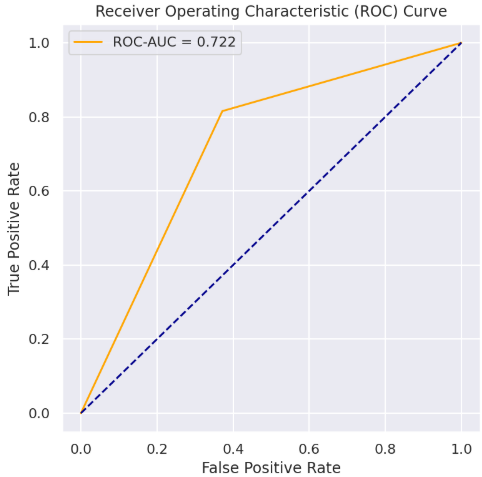 Receiver Operating Characteristic (ROC) Curve
ROC-AUC = 0.722
True Positive Rate
1.0
0.8
0.6
0.4
0.2
0.0
0.0 0.2 0.4 0.6 0.8 1.0
False Positive Rate